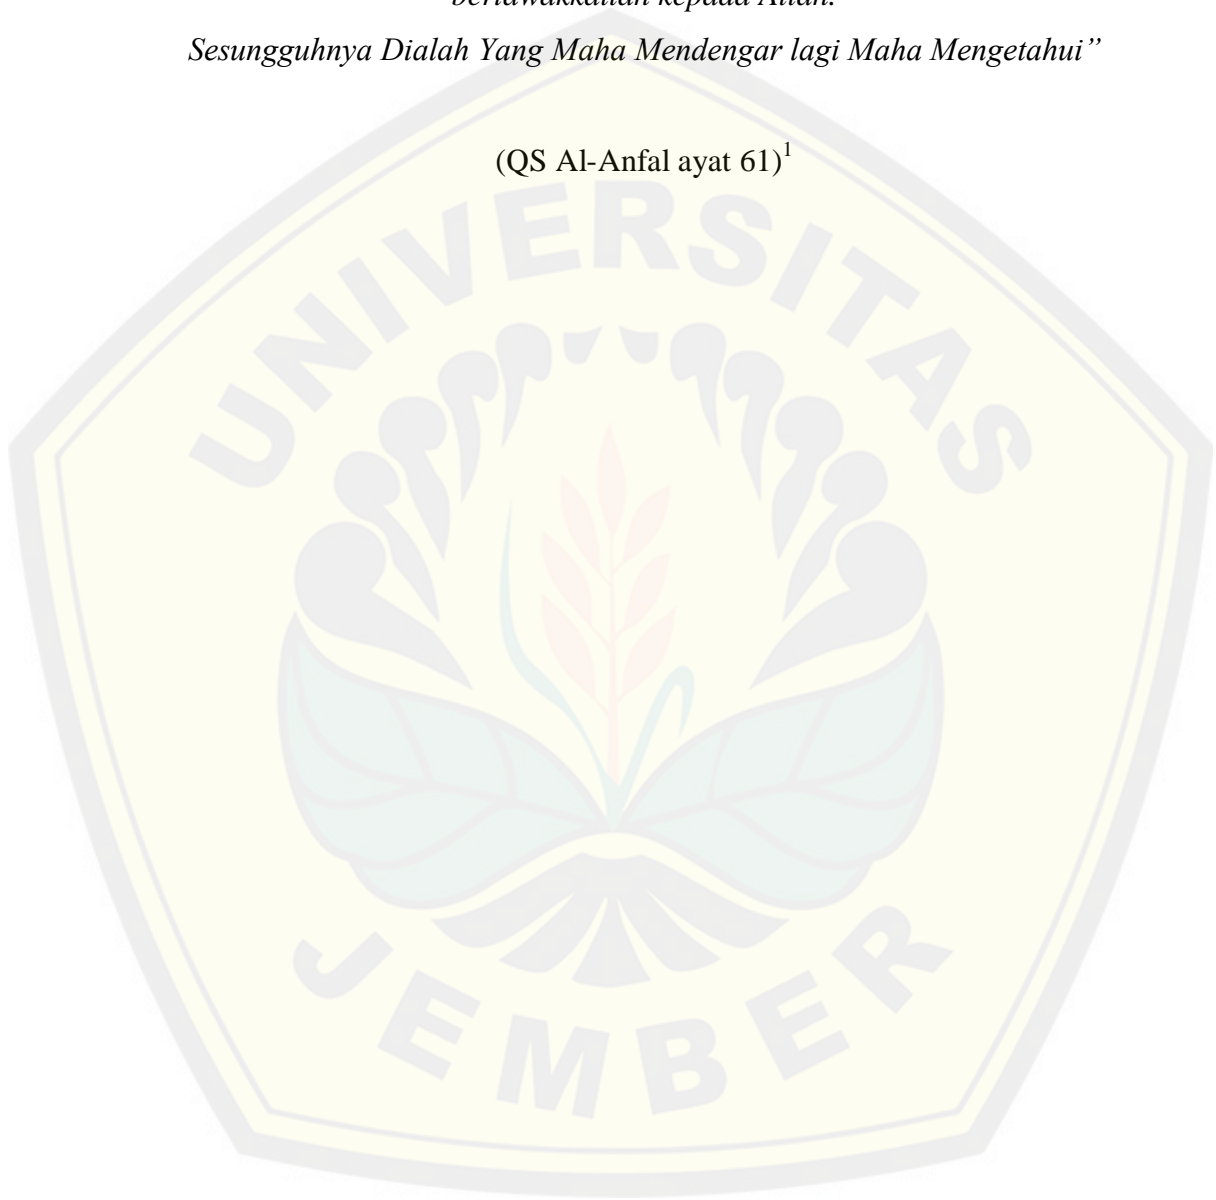 bertawakkallah kepada Allah.
Sesungguhnya Dialah Yang Maha Mendengar lagi Maha Mengetahui”
(QS Al-Anfal ayat 61)1
UNIVERSITAS
JEMBER